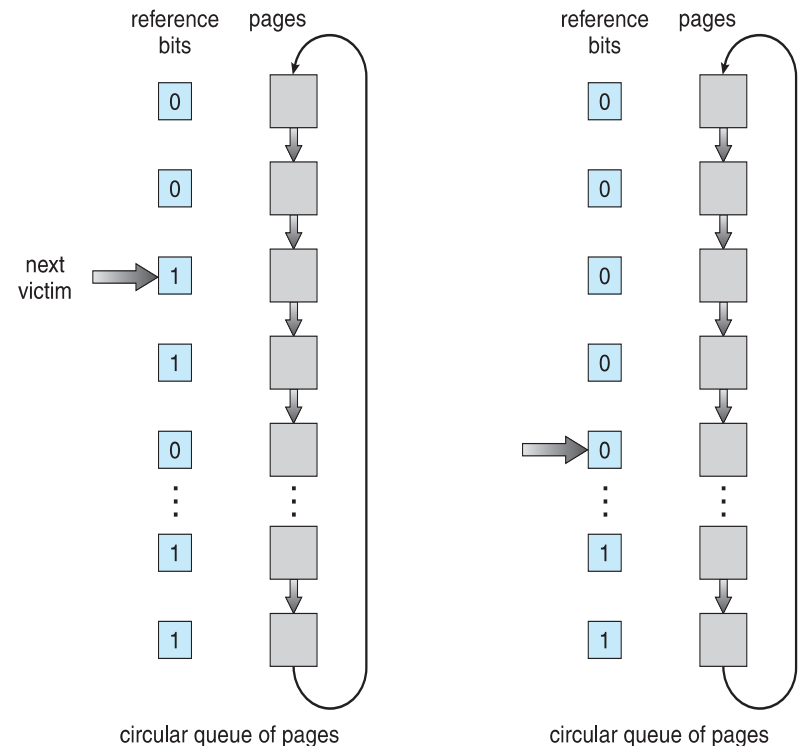 reference pages
bits
0
0
next
victim
1
1
0
1
1
circular queue of pages
reference pages
bits
0
0
0
0
0
1
1
circular queue of pages